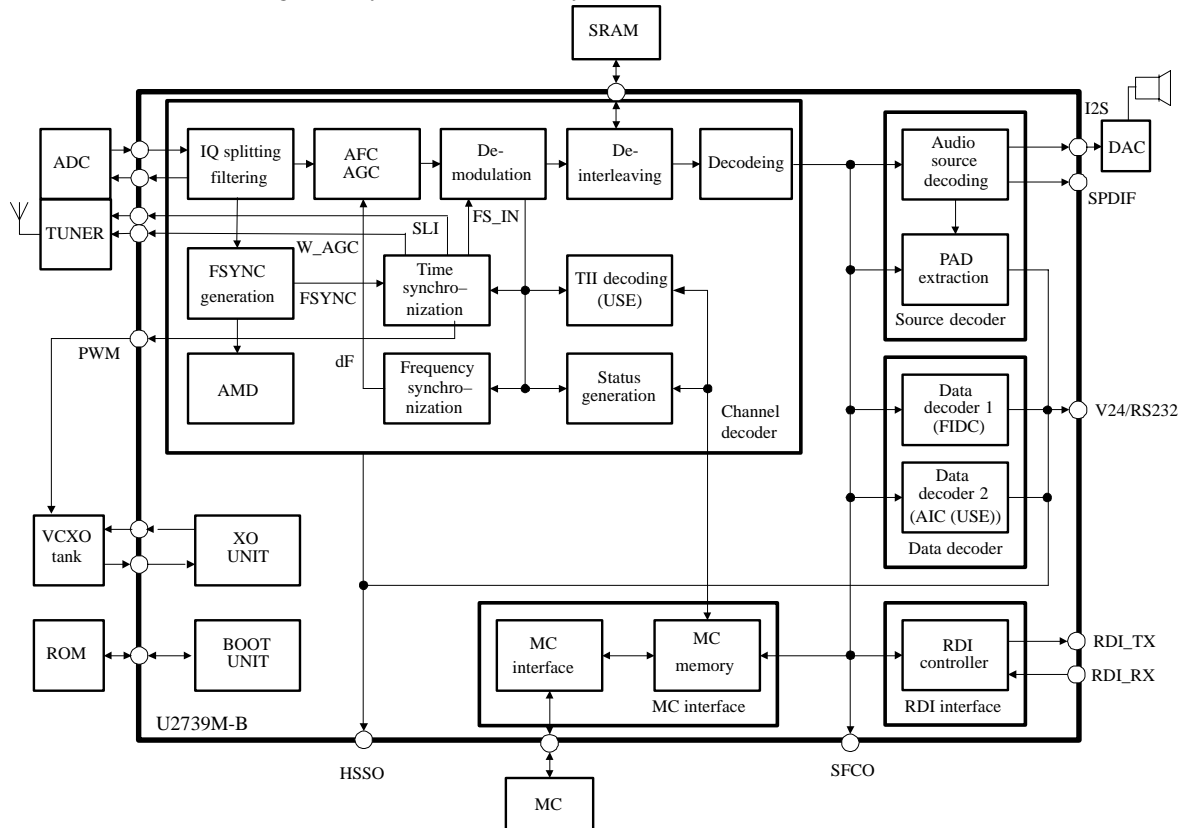 SRAM
I2S
ADC
IQ splitting
filtering
AFC
AGC
De-
modulation
De-
interleaving
Decodeing
Audio
source
decoding
DAC
SPDIF
TUNER
W_AGC
SLI
FS_IN
FSYNC
generation
FSYNC
Time
synchro–
nization
TII decoding
(USE)
PAD
extraction
Source decoder
PWM
dF
AMD
Frequency
synchro–
nization
Status
generation
Channel
decoder
Data
decoder 1
(FIDC)
V24/RS232
Data
decoder 2
(AIC (USE))
Data decoder
VCXO
tank
XO
UNIT
ROM
BOOT
UNIT
MC
interface
MC
memory
MC interface
RDI
controller
RDI interface
RDI_TX
RDI_RX
U2739M-B
HSSO
SFCO
MC